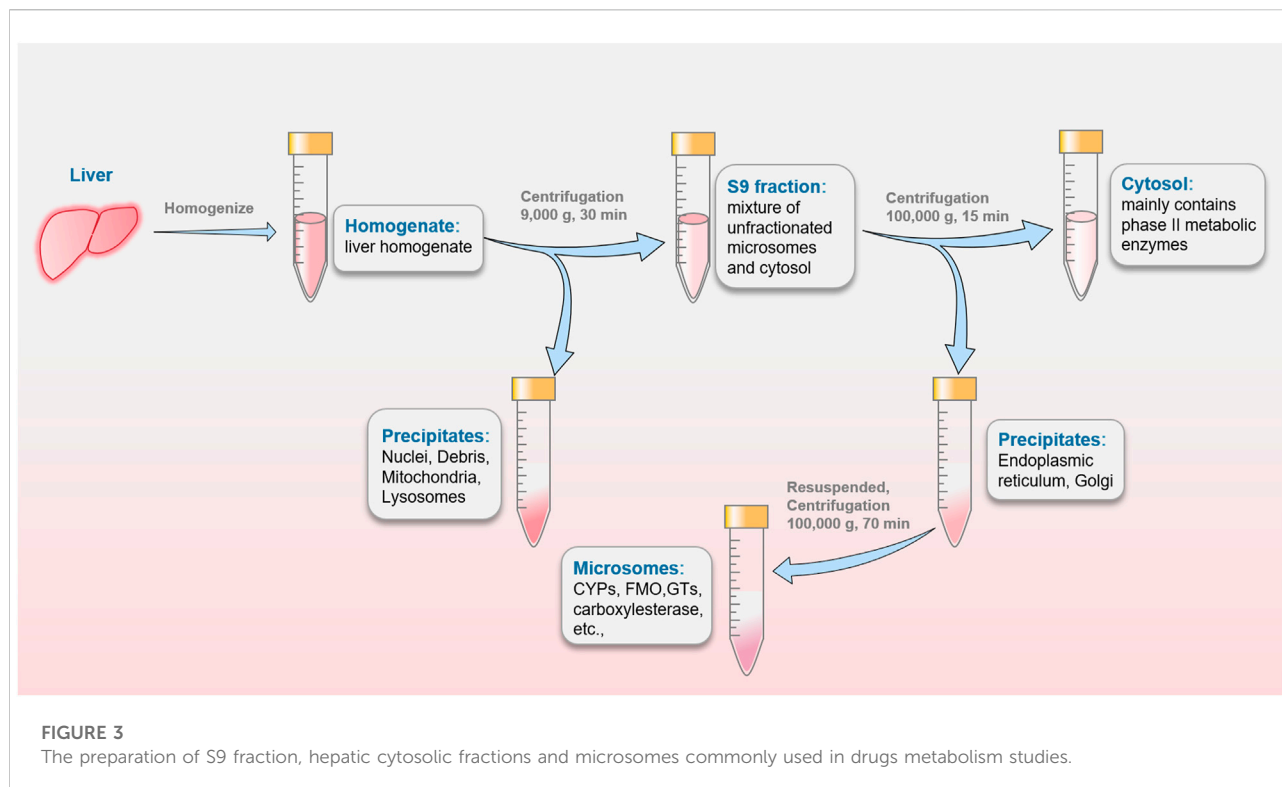 Liver
Homogenize
Homogenate:
liver homogenate
Centrifugation
9,000 g, 30 min
S9 fraction:
mixture of
unfractionated
microsomes
and cytosol
Centrifugation
100,000 g, 15 min
Cytosol:
mainly contains
phase II metabolic
enzymes
Precipitates:
Nuclei, Debris,
Mitochondria,
Lysosomes
Precipitates:
Endoplasmic
reticulum, Golgi
Resuspended,
Centrifugation
100,000 g, 70 min
Microsomes:
CYPs, FMO,GTs,
carboxylesterase,
etc.,
FIGURE 3
The preparation of S9 fraction, hepatic cytosolic fractions and microsomes commonly used in drugs metabolism studies.